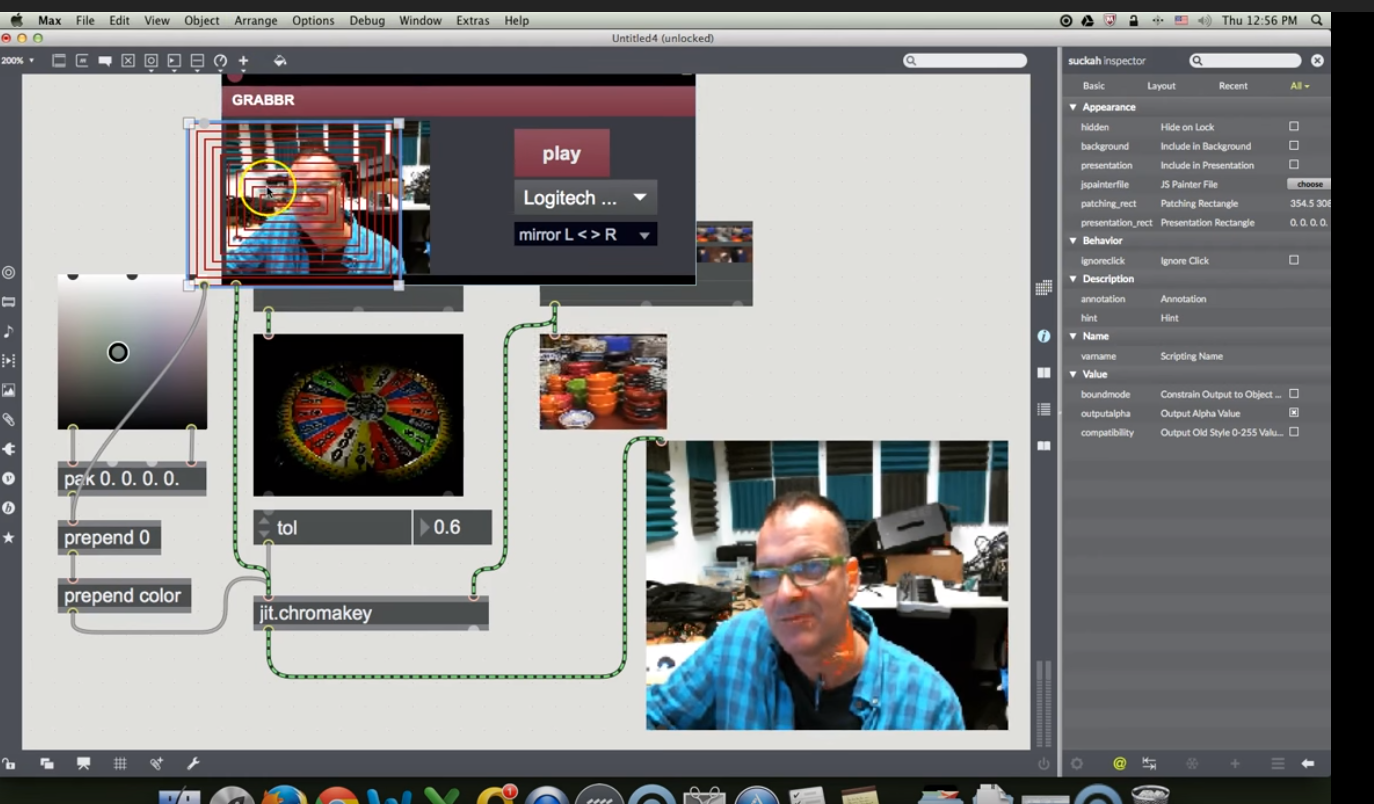 Max File Edit View Object Arrange Options Debug Window Extras Help Thu 12:56 PM
Untitled4 (unlocked)
200%
suckah inspector
Basic Layout Recent All
Appearance
hidden Hide on Lock
background Include in Background
presentation Include in Presentation
jspainterfile JS Painter File choose
patching_rect Patching Rectangle 354.5 308
presentation_rect Presentation Rectangle 0. 0. 0. 0.
Behavior
ignoreclick Ignore Click
Description
annotation Annotation
hint Hint
Name
varname Scripting Name
Value
boundmode Constrain Output to Object ...
outputalpha Output Alpha Value
compatibility Output Old Style 0-255 Valu...
GRABBR
play
Logitech ...
mirror L < > R
pak 0. 0. 0. 0.
prepend 0
prepend color
tol 0.6
jit.chromakey